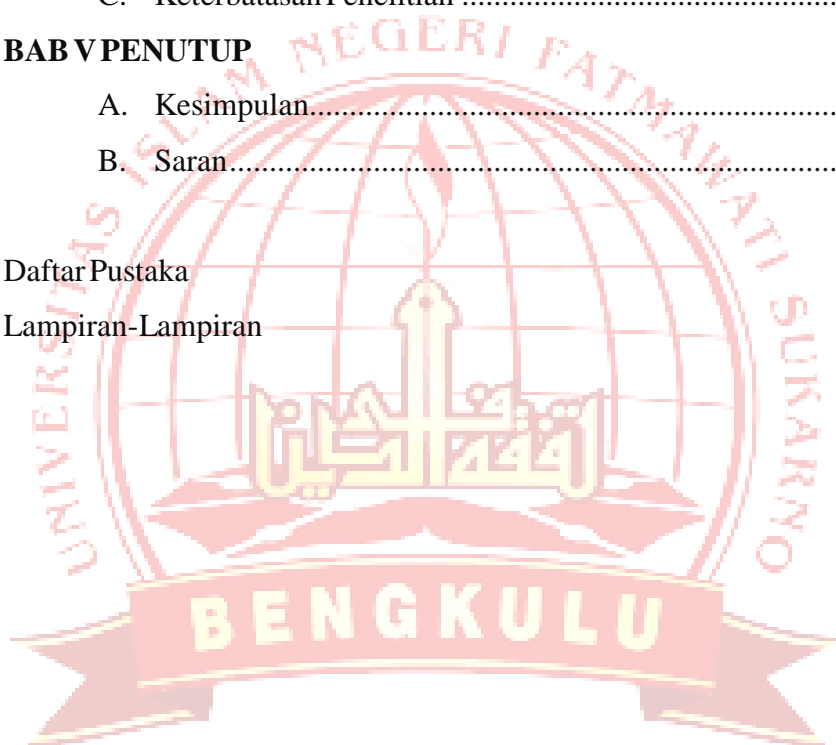 C. Keterbatasan Penelitian ................................................
BAB V PENUTUP
A. Kesimpulan..................................................................
B. Saran............................................................................
Daftar Pustaka
Lampiran-Lampiran
UNIVERSITAS ISLAM NEGERI FATMAWATI SUKARNO
BENGKULU